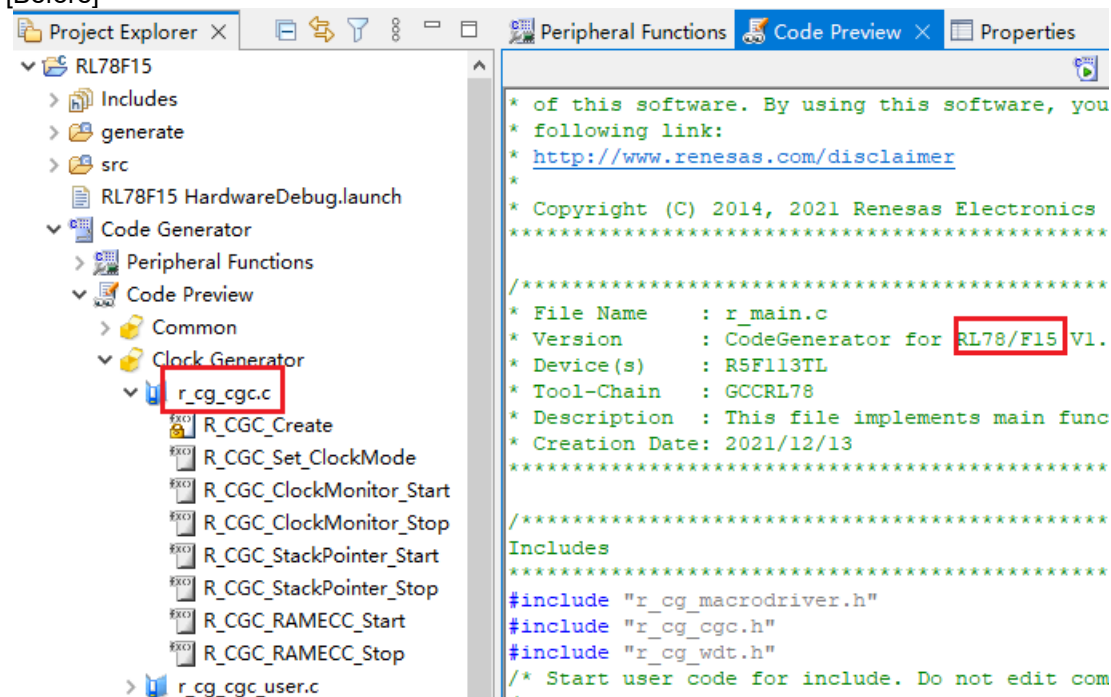 [Before]
Project Explorer
RL78F15
Includes
generate
src
RL78F15 HardwareDebug.launch
Code Generator
Peripheral Functions
Code Preview
Common
Clock Generator
r_cg_cgc.c
R_CGC_Create
R_CGC_Set_ClockMode
R_CGC_ClockMonitor_Start
R_CGC_ClockMonitor_Stop
R_CGC_StackPointer_Start
R_CGC_StackPointer_Stop
R_CGC_RAMECC_Start
R_CGC_RAMECC_Stop
r_cg_cgc_user.c
Peripheral Functions Code Preview Properties
* of this software. By using this software, you
* following link:
* http://www.renesas.com/disclaimer
*
* Copyright (C) 2014, 2021 Renesas Electronics
***********************************************
/**********************************************
* File Name    : r_main.c
* Version      : CodeGenerator for RL78/F15 V1.
* Device(s)    : R5F113TL
* Tool-Chain   : GCCRL78
* Description  : This file implements main func
* Creation Date: 2021/12/13
***********************************************
/**********************************************
Includes
***********************************************
#include "r_cg_macrodriver.h"
#include "r_cg_cgc.h"
#include "r_cg_wdt.h"
/* Start user code for include. Do not edit com